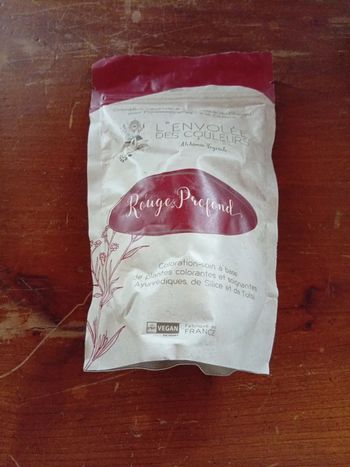 L'ENVOLÉE
DES COULEURS
Alchimie Végétale
Rouge Profond
Coloration-soin à base
de plantes colorantes et soignantes
Ayurvédiques, de Silice et de Tulsi
VEGAN
Fabriqué en
FRANCE